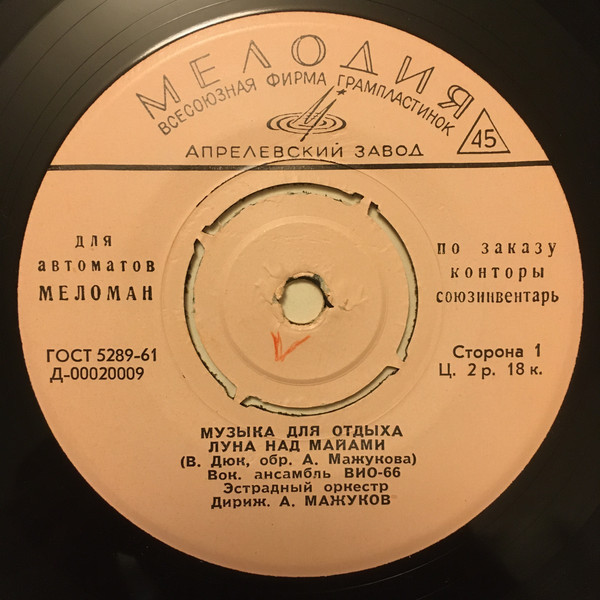 МЕЛОДИЯ
ВСЕСОЮЗНАЯ ФИРМА ГРАМПЛАСТИНОК
АПРЕЛЕВСКИЙ ЗАВОД
45
для
автоматов
МЕЛОМАН
по заказу
конторы
союзинвентарь
ГОСТ 5289-61
Д-00020009
Сторона 1
Ц. 2 р. 18 к.
МУЗЫКА ДЛЯ ОТДЫХА
ЛУНА НАД МАЙАМИ
(В. Дюк, обр. А. Мажукова)
Вок. ансамбль ВИО-66
Эстрадный оркестр
Дириж. А. МАЖУКОВ